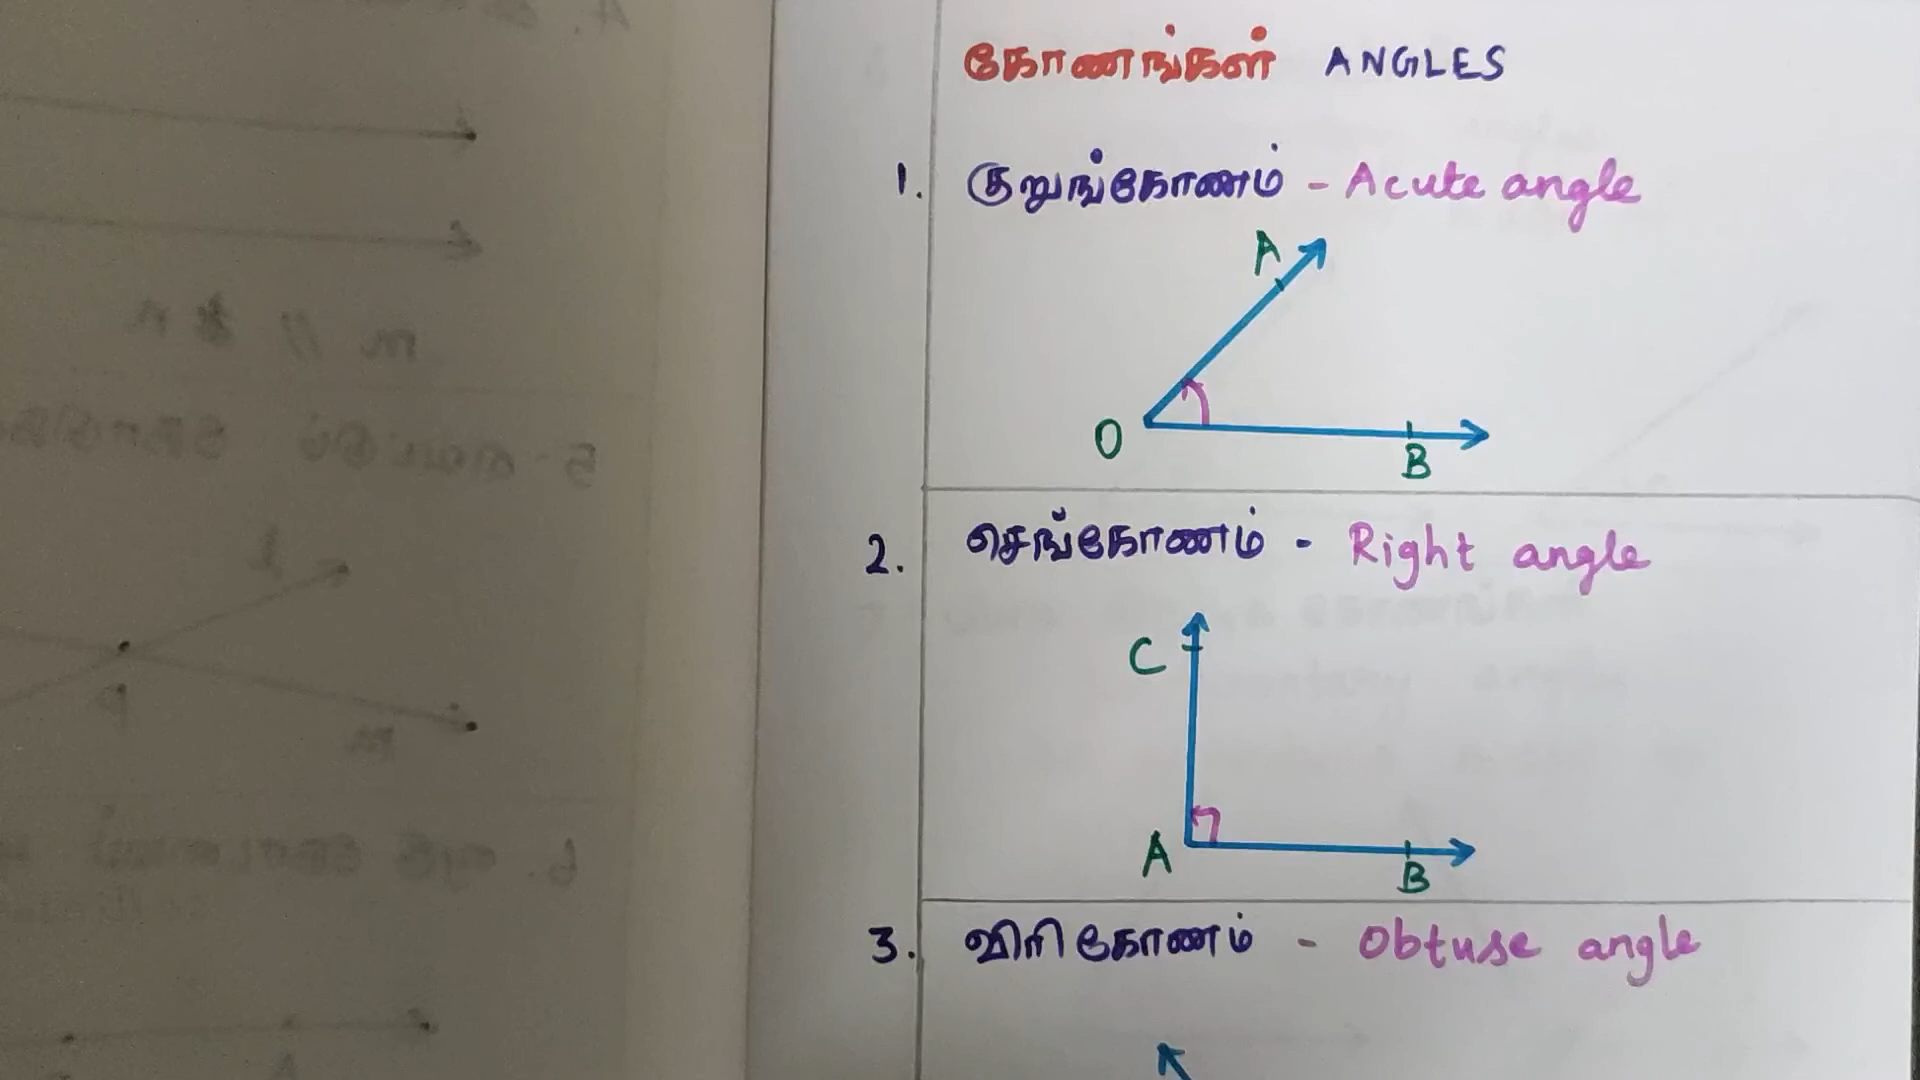 கோணங்கள் ANGLES
1. குறுங்கோணம் - Acute angle
A
O
B
2. செங்கோணம் - Right angle
C
A
B
3. விரிகோணம் - Obtuse angle